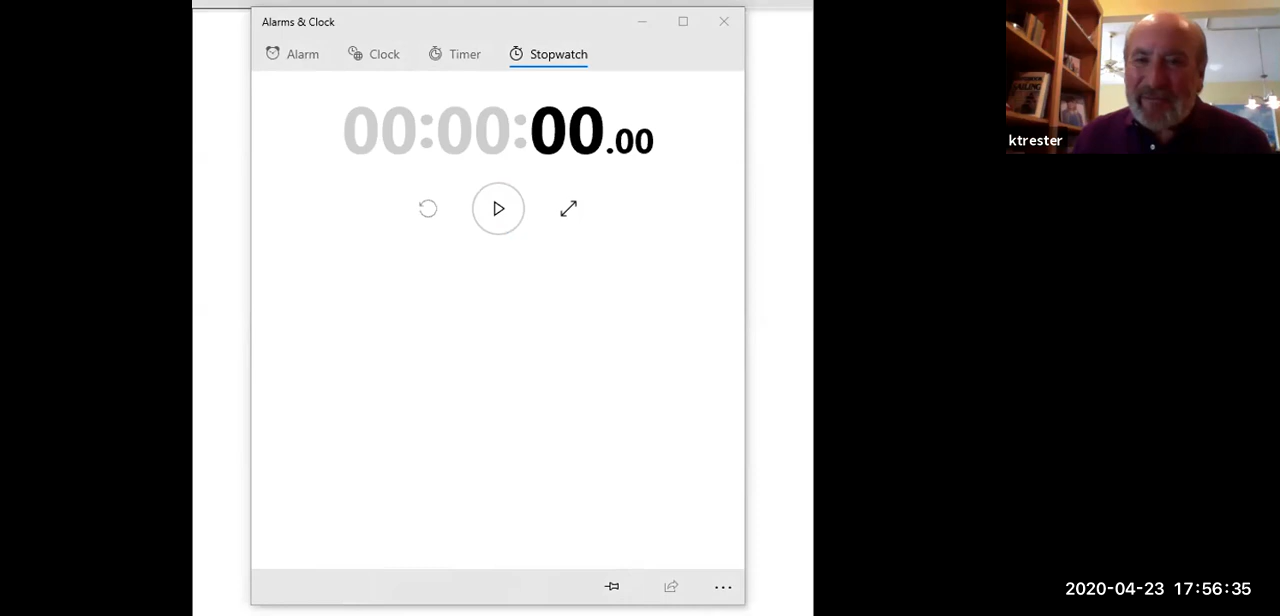 Alarms & Clock
Alarm
Clock
Timer
Stopwatch
00:00:00.00
ktrester
2020-04-23 17:56:35